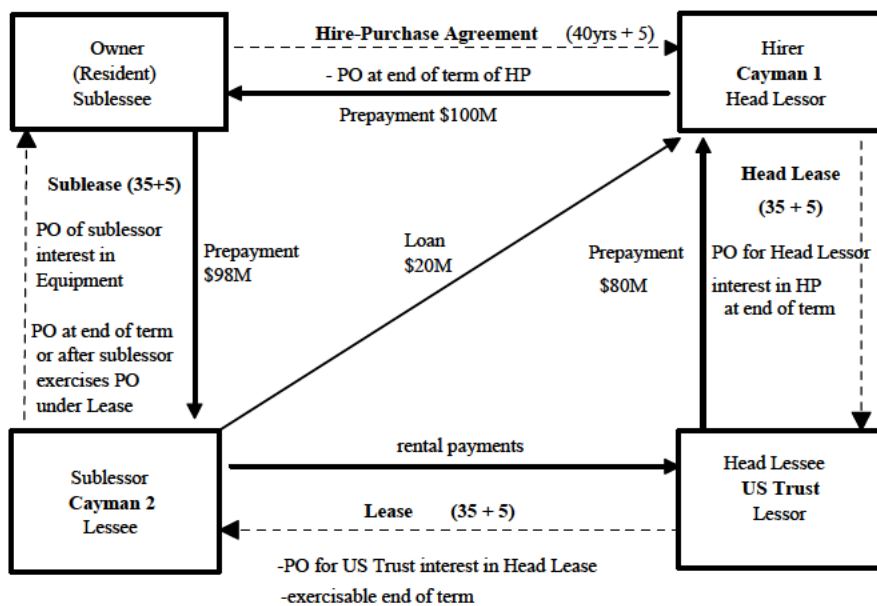 Owner
(Resident)
Sublessee
Hire-Purchase Agreement (40yrs + 5)
- PO at end of term of HP
Prepayment $100M
Hirer
Cayman 1
Head Lessor
Sublease (35+5)
PO of sublessor
interest in
Equipment
PO at end of term
or after sublessor
exercises PO
under Lease
Prepayment
$98M
Loan
$20M
Prepayment
$80M
Head Lease
(35 + 5)
PO for Head Lessor
interest in HP
at end of term
Sublessor
Cayman 2
Lessee
rental payments
Lease (35 + 5)
-PO for US Trust interest in Head Lease
-exercisable end of term
Head Lessee
US Trust
Lessor